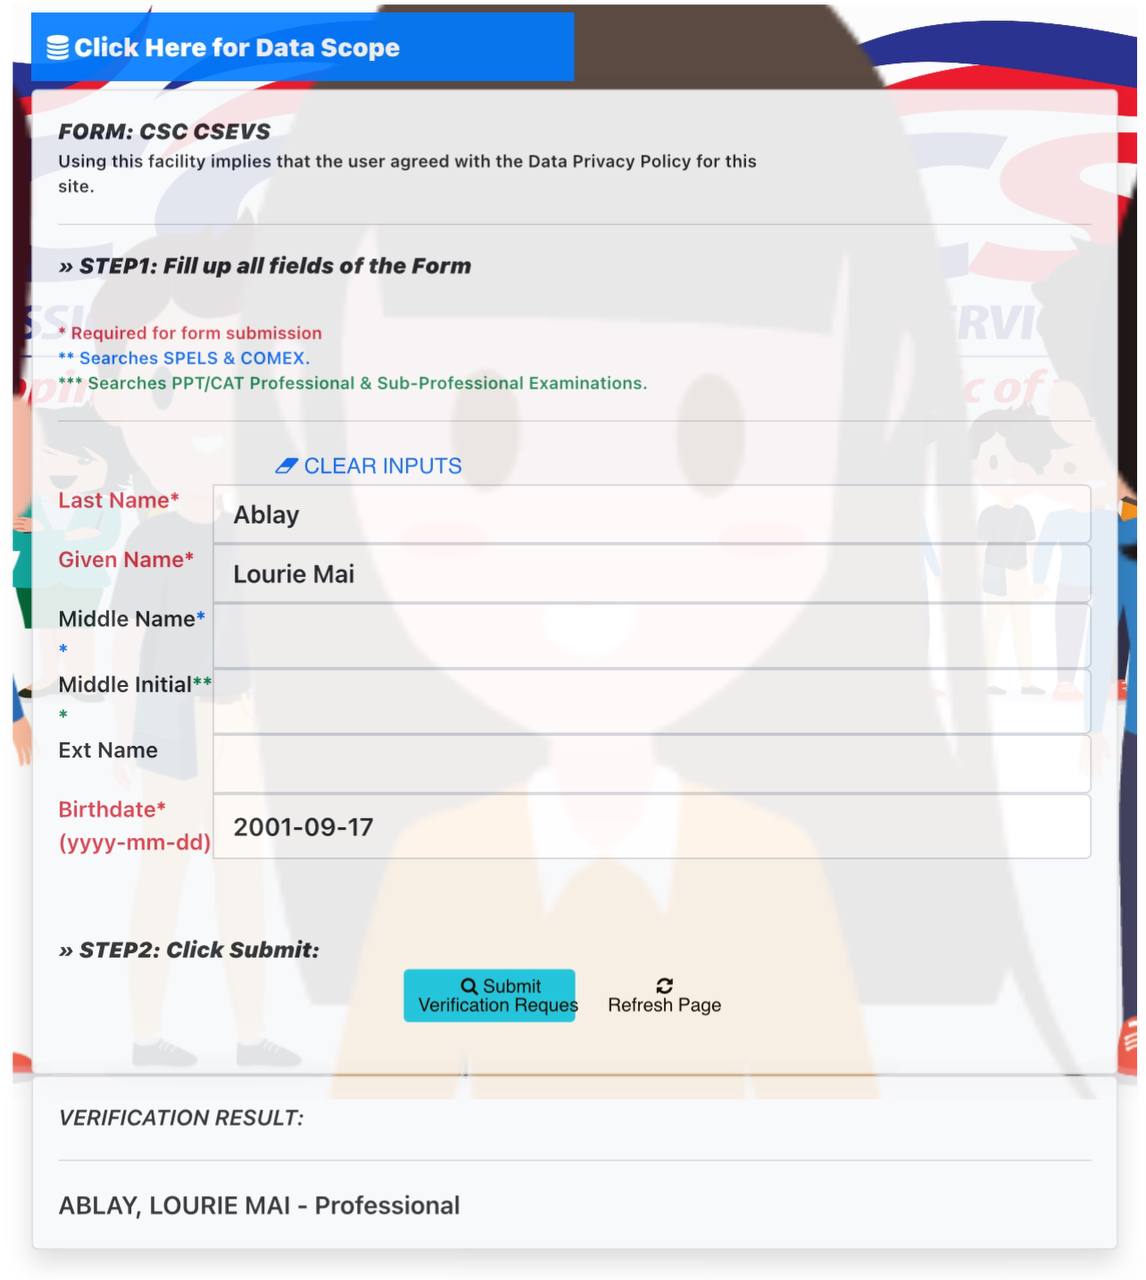 Click Here for Data Scope
FORM: CSC CSEVS
Using this facility implies that the user agreed with the Data Privacy Policy for this
site.
» STEP1: Fill up all fields of the Form
* Required for form submission
** Searches SPELS & COMEX.
*** Searches PPT/CAT Professional & Sub-Professional Examinations.
CLEAR INPUTS
Last Name* Ablay
Given Name* Lourie Mai
Middle Name*
*
Middle Initial**
*
Ext Name
Birthdate*
(yyyy-mm-dd) 2001-09-17
» STEP2: Click Submit:
Submit
Verification Reques
Refresh Page
VERIFICATION RESULT:
ABLAY, LOURIE MAI - Professional